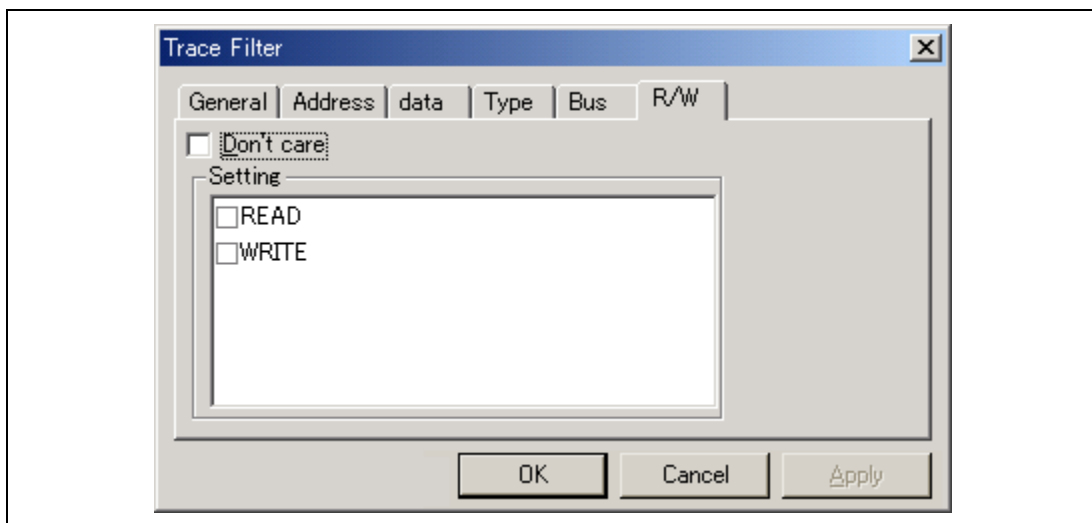 Trace Filter
General Address data Type Bus R/W
Don't care
Setting
READ
WRITE
OK Cancel Apply